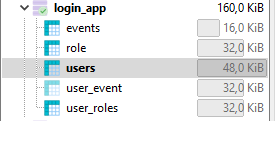 login_app 160,0 KiB
events 16,0 KiB
role 32,0 KiB
users 48,0 KiB
user_event 32,0 KiB
user_roles 32,0 KiB